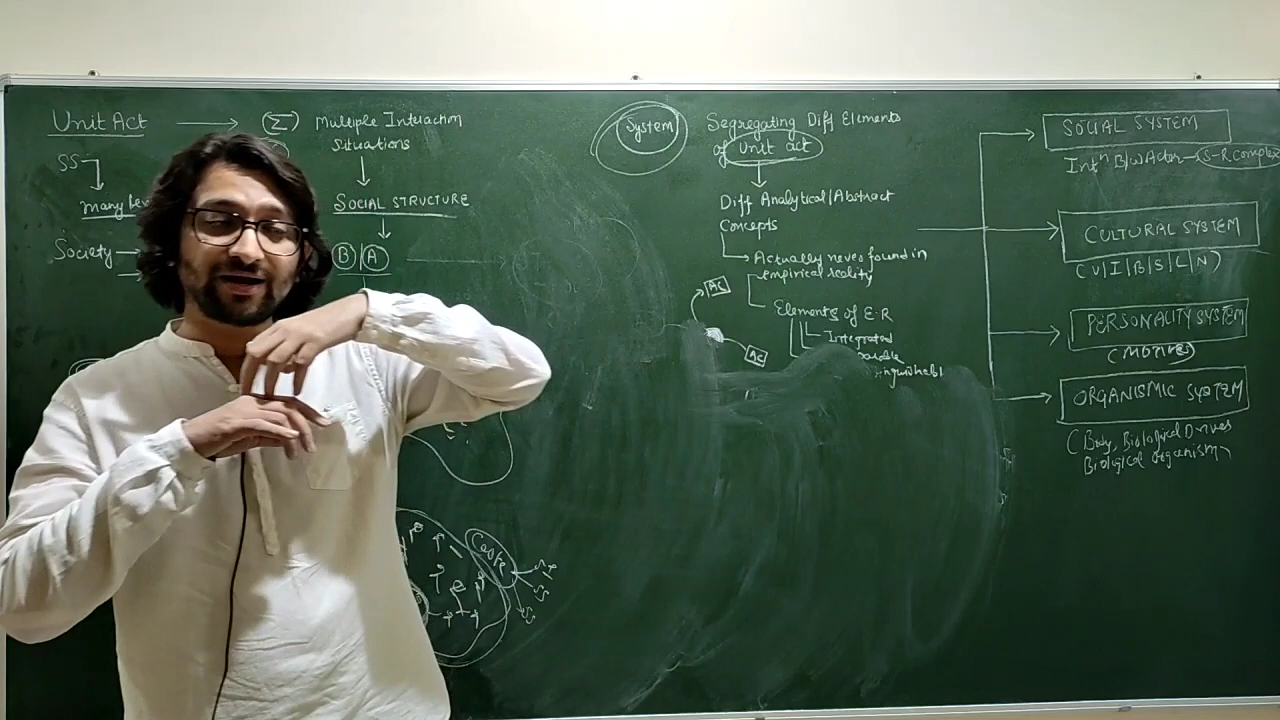 Unit Act
(Σ) Multiple Interaction
Situations
SS
many
Society
SOCIAL STRUCTURE
B | A
Caste
System
Segregating Diff Elements
of Unit act
Diff Analytical/Abstract
Concepts
Actually never found in
empirical reality
Elements of E-R
Integrated
AC
AC
SOCIAL SYSTEM
Intⁿ B/w Actor — S-R Complex
CULTURAL SYSTEM
(V|I|B|S|L|N)
PERSONALITY SYSTEM
(MOTIVES)
ORGANISMIC SYSTEM
(Body, Biological Drives
Biological organism